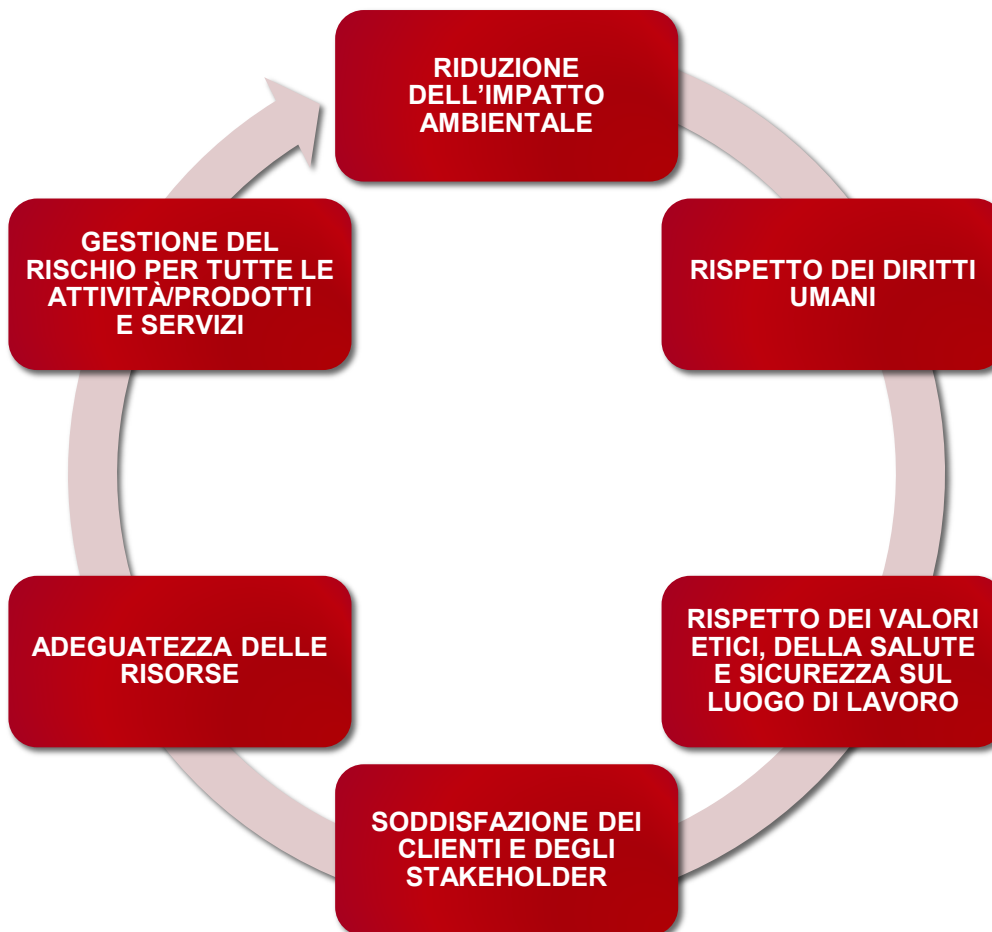 RIDUZIONE
DELL'IMPATTO
AMBIENTALE
RISPETTO DEI DIRITTI
UMANI
RISPETTO DEI VALORI
ETICI, DELLA SALUTE
E SICUREZZA SUL
LUOGO DI LAVORO
SODDISFAZIONE DEI
CLIENTI E DEGLI
STAKEHOLDER
ADEGUATEZZA DELLE
RISORSE
GESTIONE DEL
RISCHIO PER TUTTE LE
ATTIVITÀ/PRODOTTI
E SERVIZI